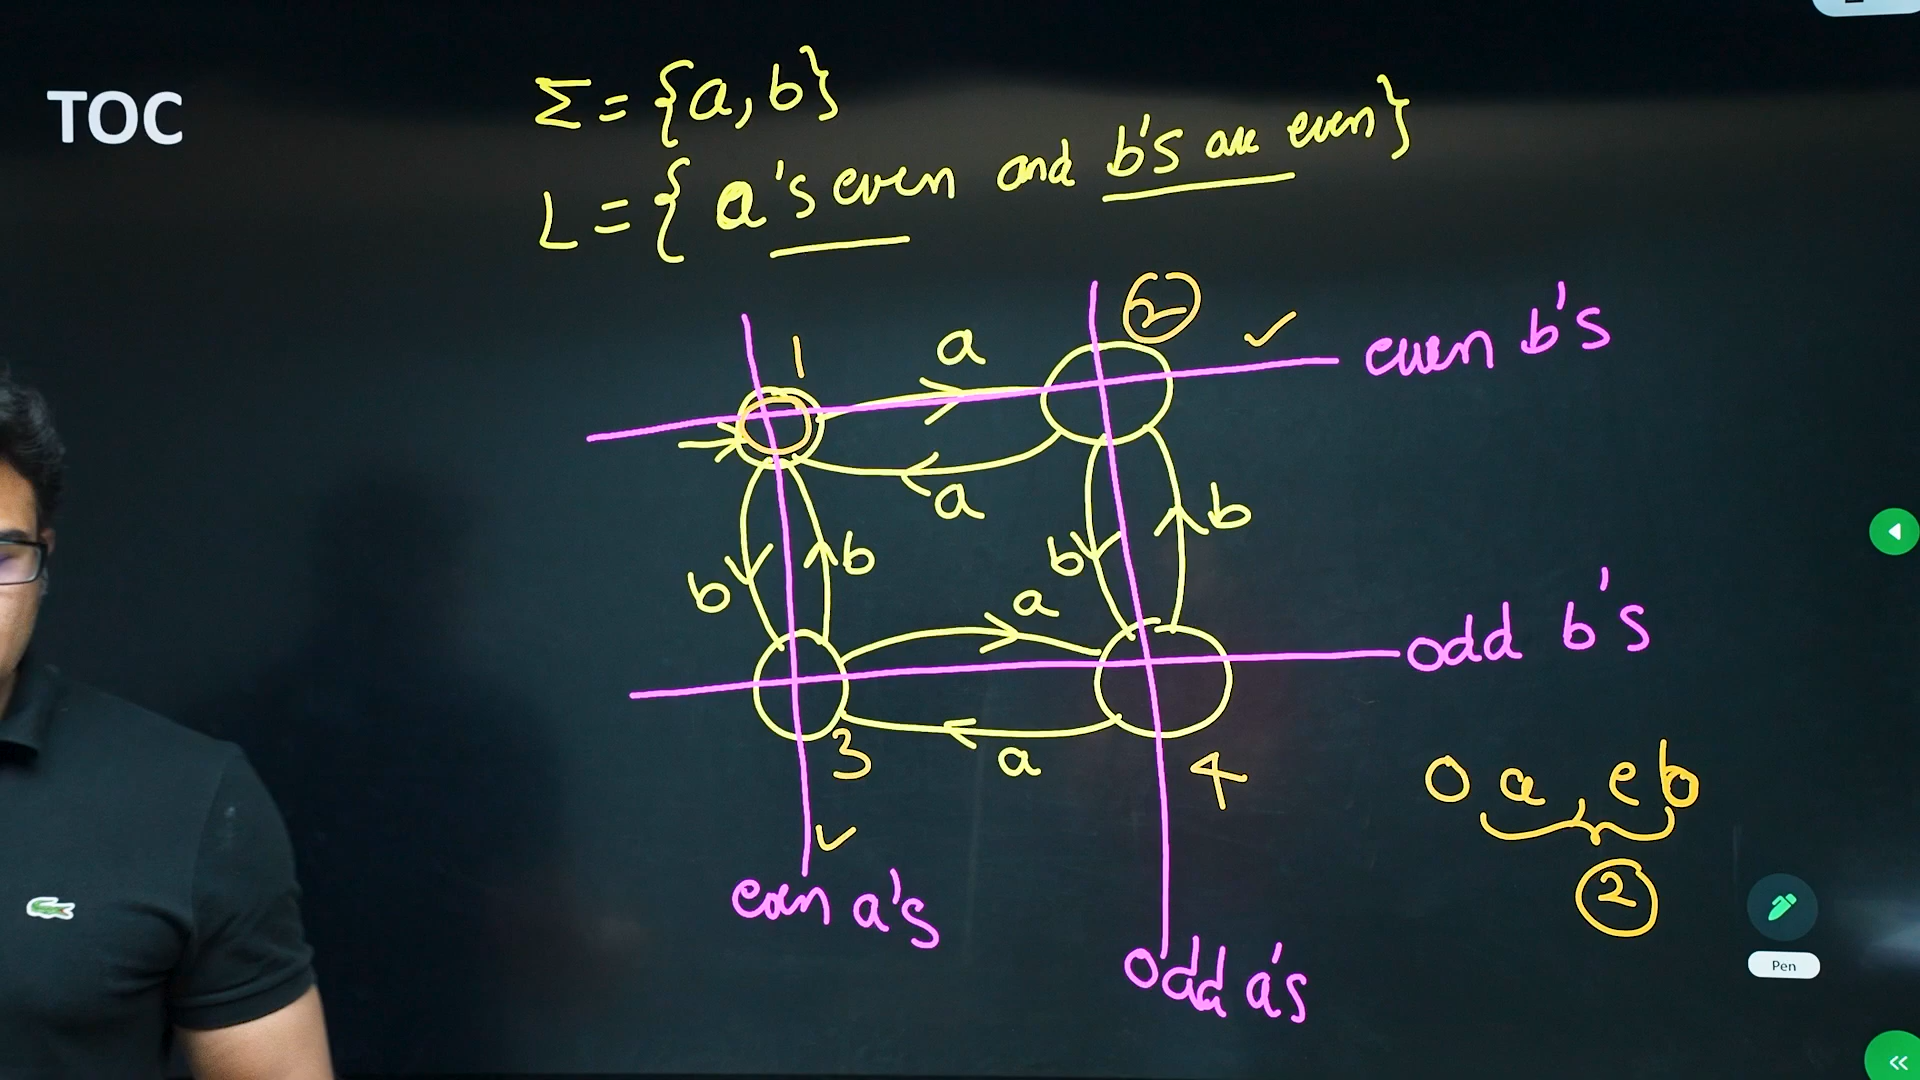 TOC
Σ = {a, b}
L = { a's even and b's are even}
1
a
2
even b's
a
b
b
b
b
a
odd b's
a
3
4
o a, e b
2
even a's
odd a's
Pen